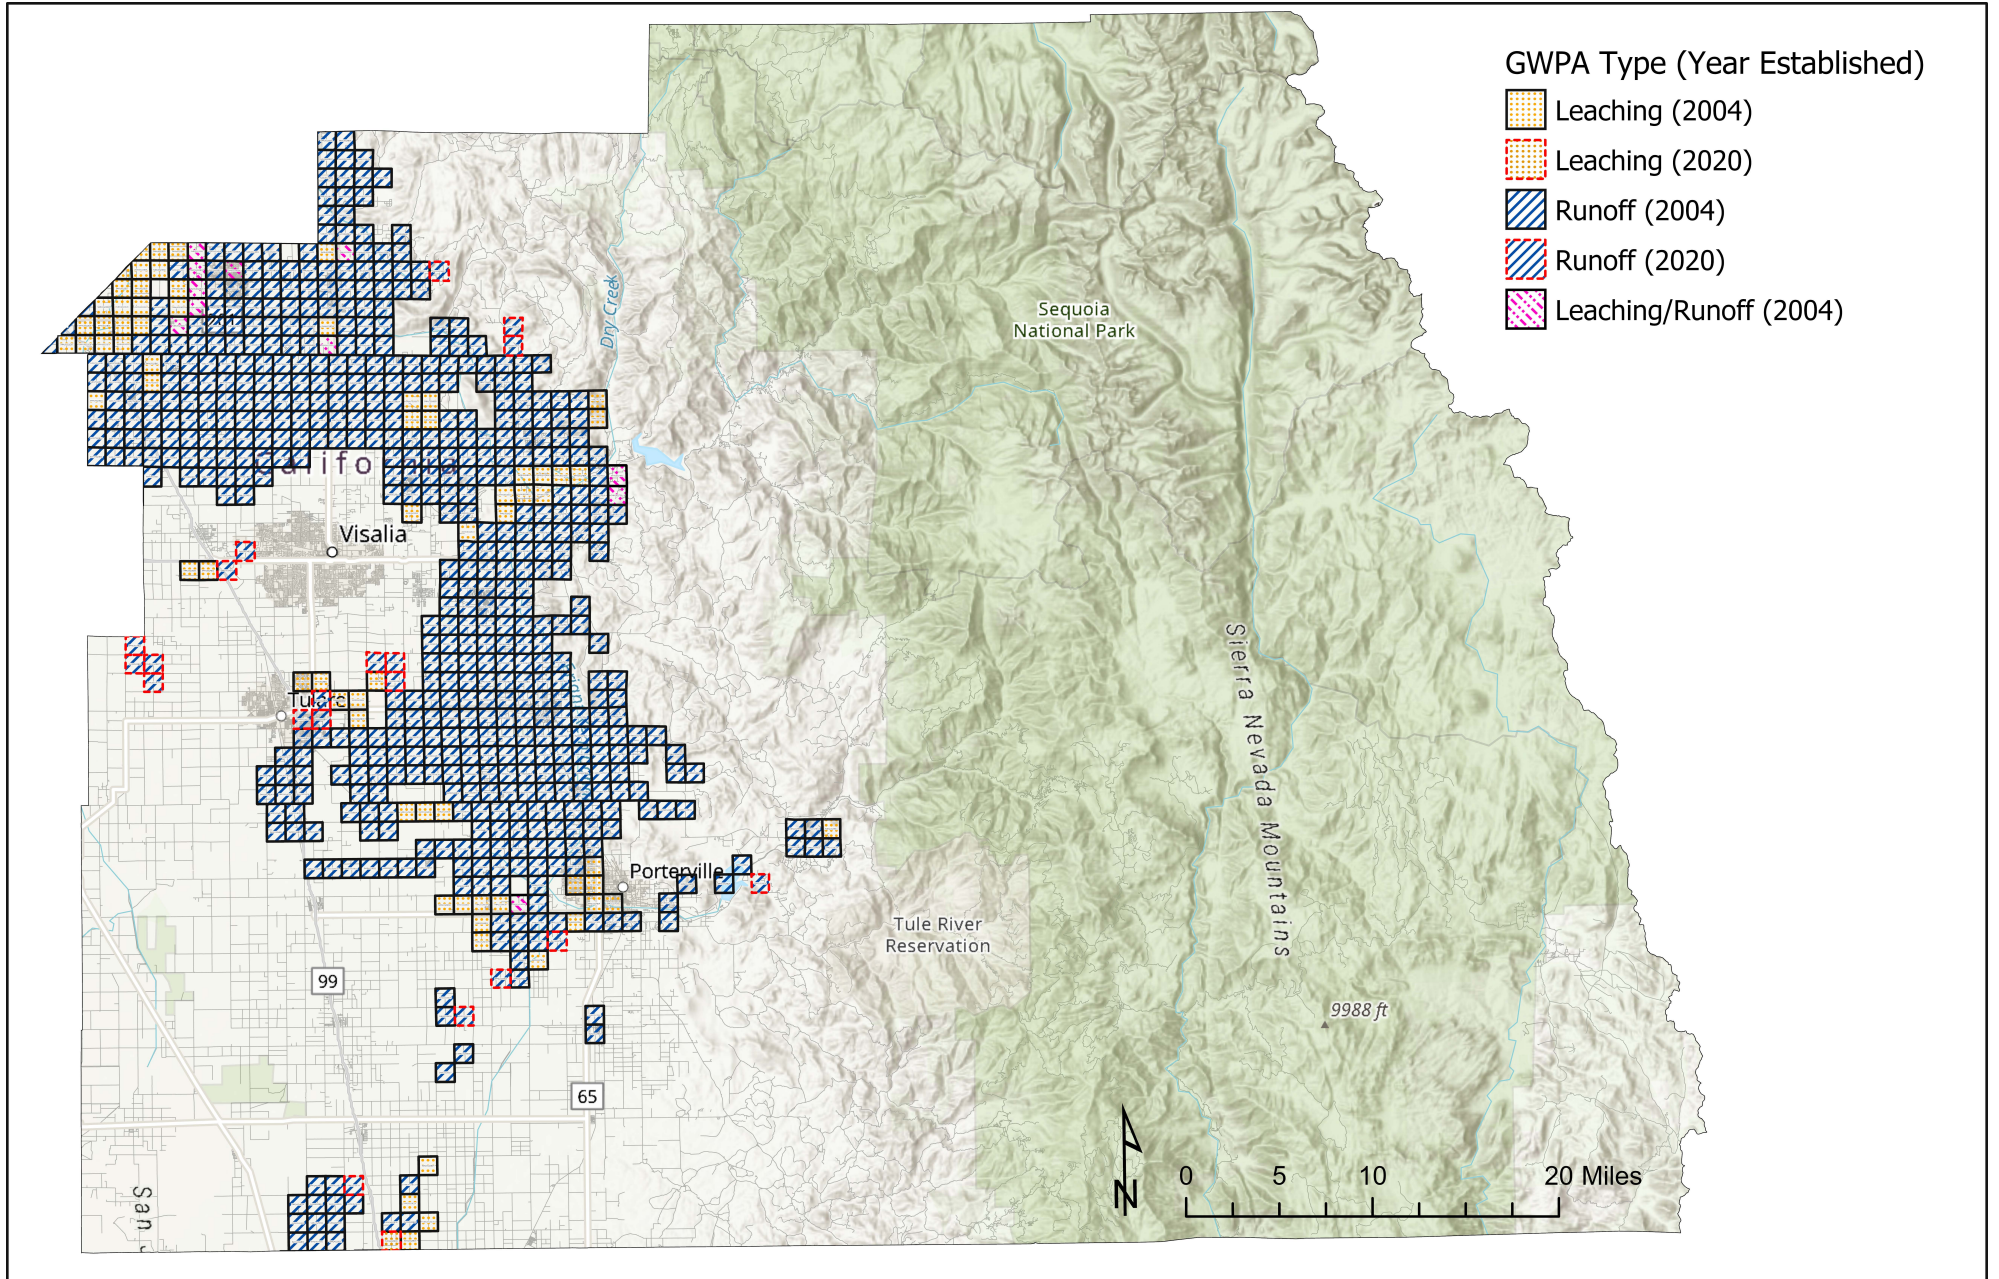 GWPA Type (Year Established)
Leaching (2004)
Leaching (2020)
Runoff (2004)
Runoff (2020)
Leaching/Runoff (2004)
Dry Creek
Sequoia
National Park
Visalia
Sierra Nevada Mountains
Tulare
Porterville
Tule River
Reservation
99
9988 ft
65
San
N
0 5 10 20 Miles